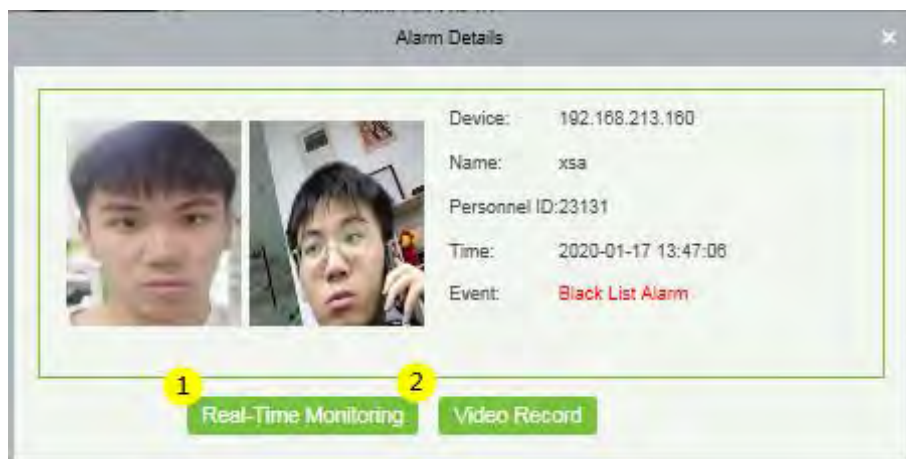 Alarm Details
×
Device: 192.168.213.160
Name: xsa
Personnel ID:23131
Time: 2020-01-17 13:47:06
Event: Black List Alarm
1 2
Real-Time Monitoring Video Record